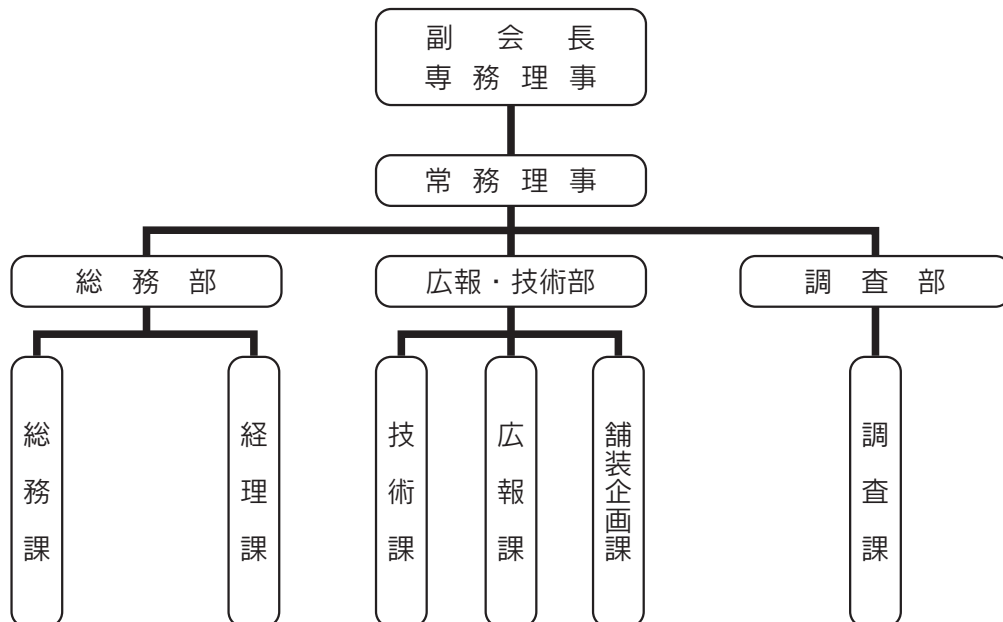 副会長
専務理事
常務理事
総務部
広報・技術部
調査部
総務課
経理課
技術課
広報課
舗装企画課
調査課